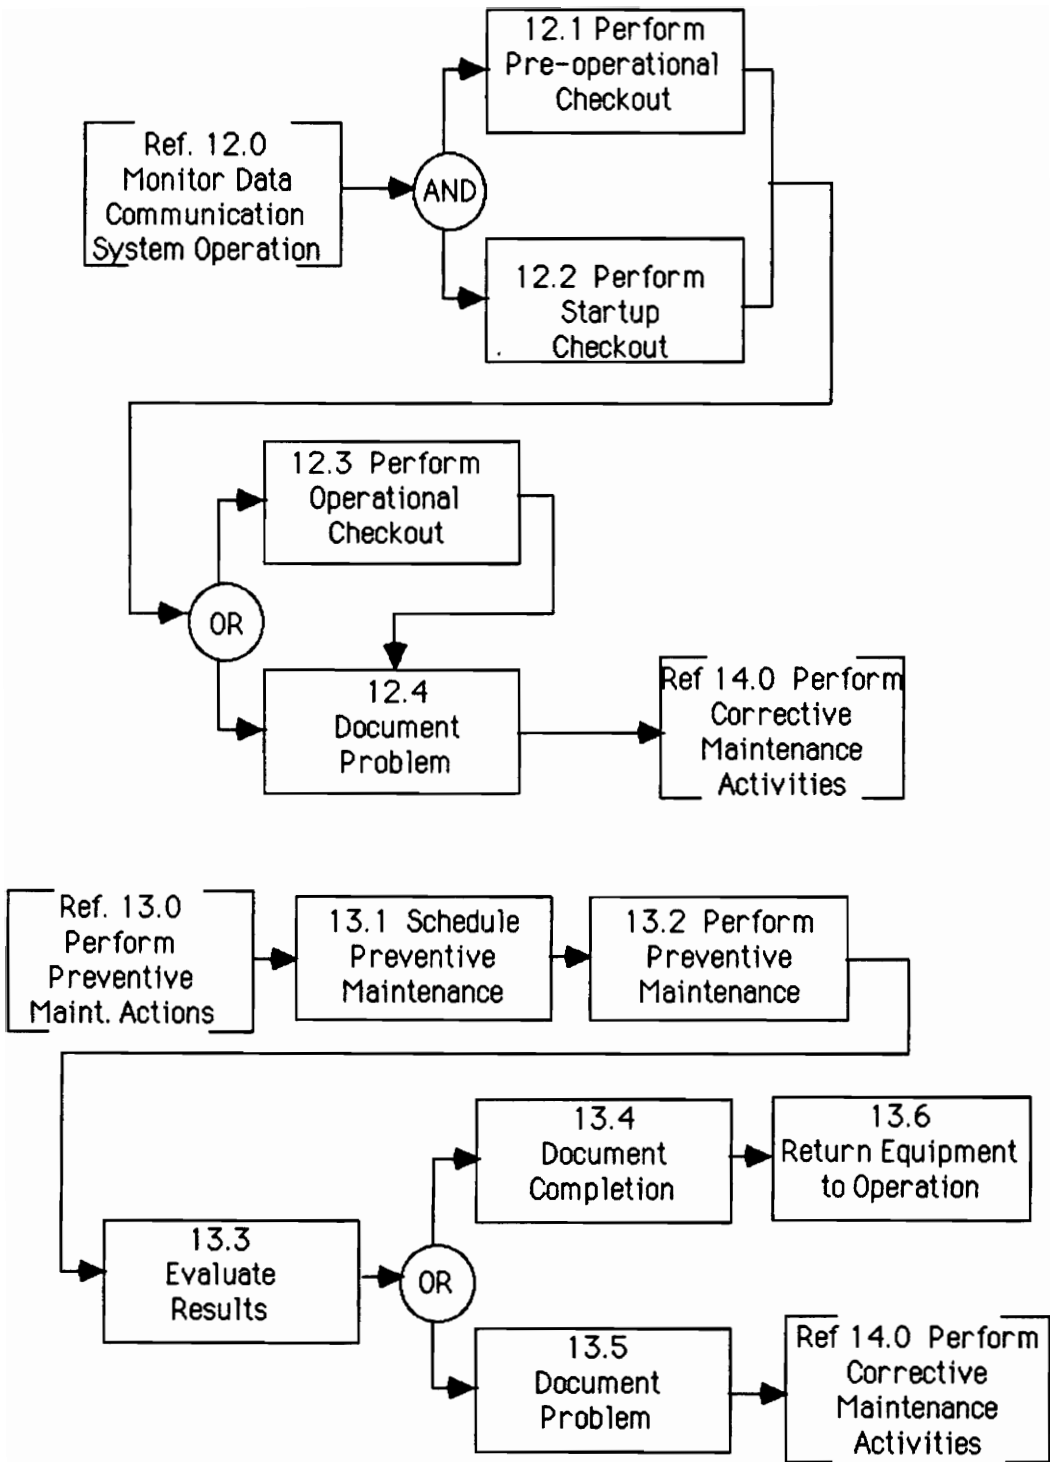 12.1 Perform
Pre-operational
Checkout
Ref. 12.0
Monitor Data
Communication
System Operation
AND
12.2 Perform
Startup
Checkout
12.3 Perform
Operational
Checkout
OR
12.4
Document
Problem
Ref 14.0 Perform
Corrective
Maintenance
Activities
Ref. 13.0
Perform
Preventive
Maint. Actions
13.1 Schedule
Preventive
Maintenance
13.2 Perform
Preventive
Maintenance
13.4
Document
Completion
13.6
Return Equipment
to Operation
13.3
Evaluate
Results
OR
13.5
Document
Problem
Ref 14.0 Perform
Corrective
Maintenance
Activities